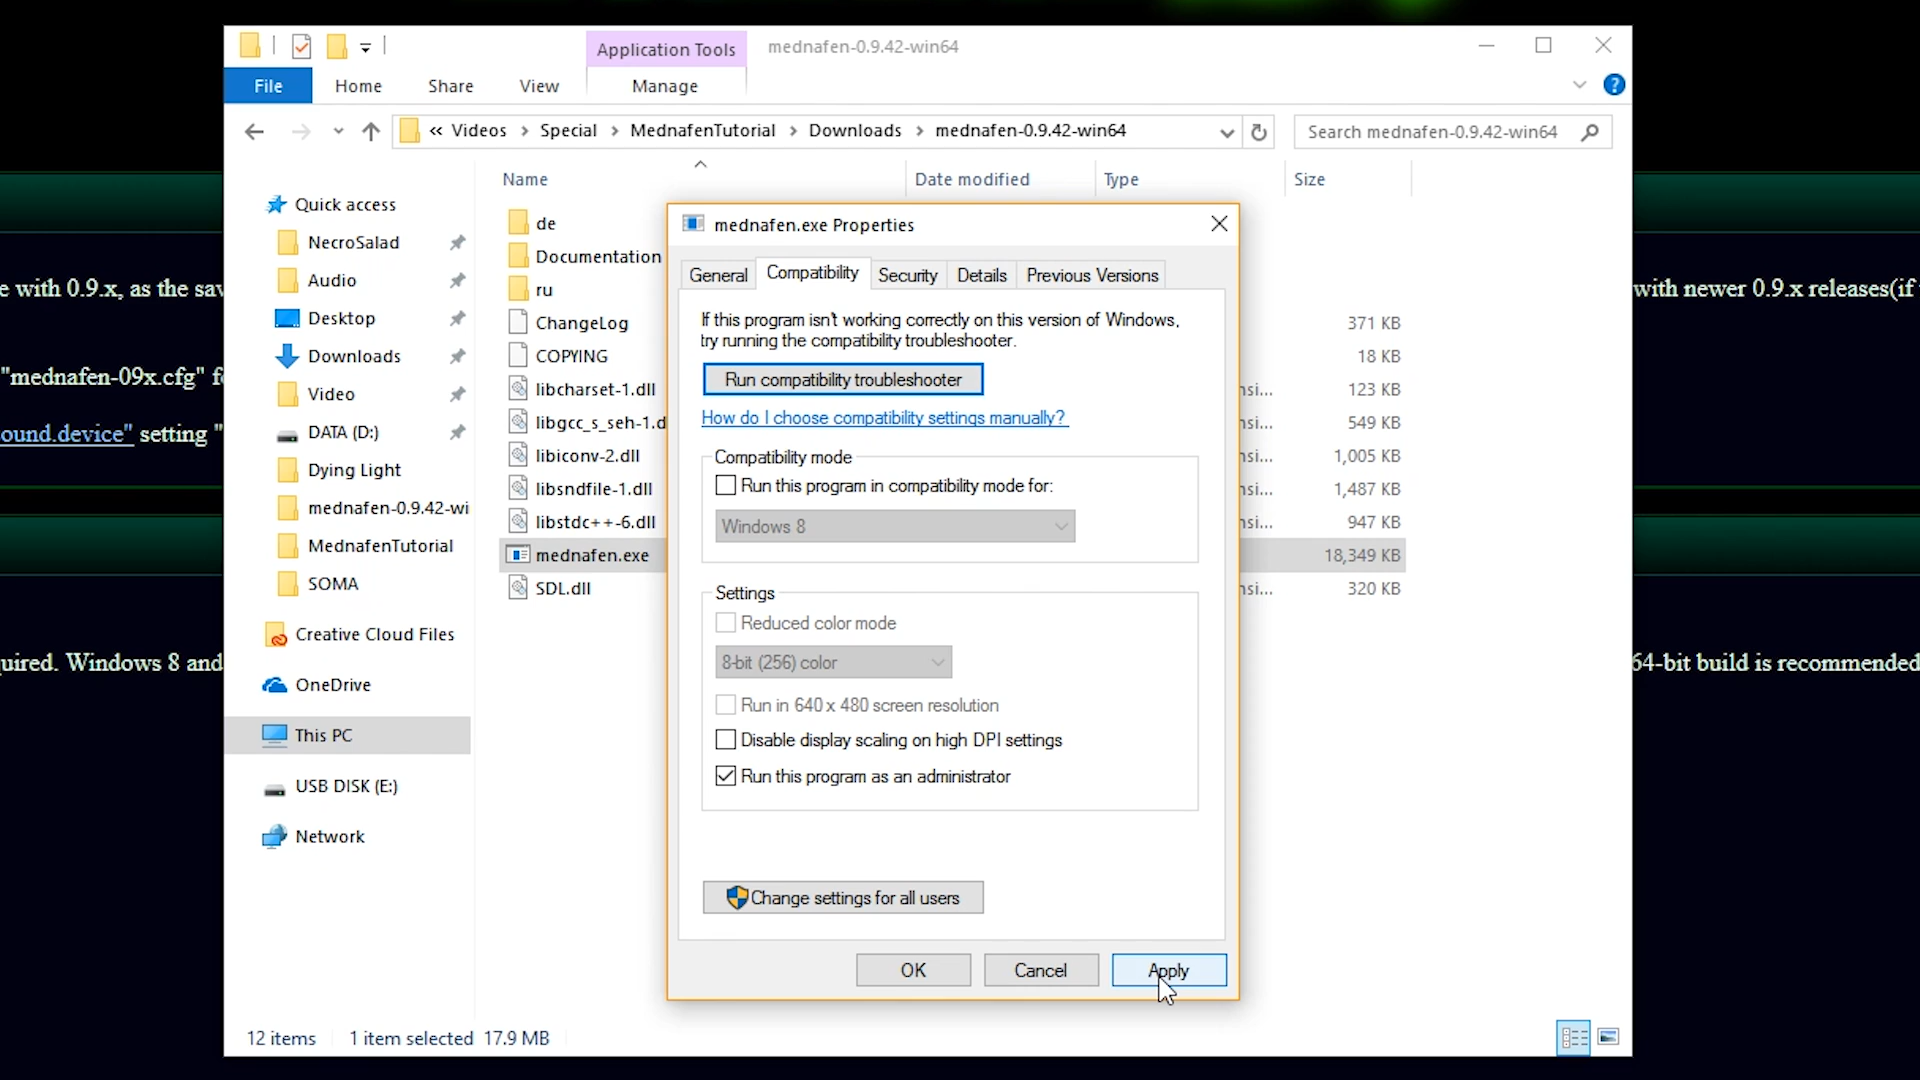 Application Tools
mednafen-0.9.42-win64
File
Home
Share
View
Manage
?
« Videos > Special > MednafenTutorial > Downloads > mednafen-0.9.42-win64
Search mednafen-0.9.42-win64
Name
Date modified
Type
Size
Quick access
NecroSalad
Audio
Desktop
Downloads
Video
DATA (D:)
Dying Light
mednafen-0.9.42-wi
MednafenTutorial
SOMA
Creative Cloud Files
OneDrive
This PC
USB DISK (E:)
Network
de
Documentation
ru
ChangeLog
371 KB
COPYING
18 KB
libcharset-1.dll
nsi...
123 KB
libgcc_s_seh-1.d
nsi...
549 KB
libiconv-2.dll
nsi...
1,005 KB
libsndfile-1.dll
nsi...
1,487 KB
libstdc++-6.dll
nsi...
947 KB
mednafen.exe
18,349 KB
SDL.dll
nsi...
320 KB
mednafen.exe Properties
General
Compatibility
Security
Details
Previous Versions
If this program isn't working correctly on this version of Windows,
try running the compatibility troubleshooter.
Run compatibility troubleshooter
How do I choose compatibility settings manually?
Compatibility mode
Run this program in compatibility mode for:
Windows 8
Settings
Reduced color mode
8-bit (256) color
Run in 640 x 480 screen resolution
Disable display scaling on high DPI settings
Run this program as an administrator
Change settings for all users
OK
Cancel
Apply
12 items
1 item selected 17.9 MB
e with 0.9.x, as the sav
with newer 0.9.x releases(if
"mednafen-09x.cfg" f
ound.device" setting "
quired. Windows 8 and
64-bit build is recommended